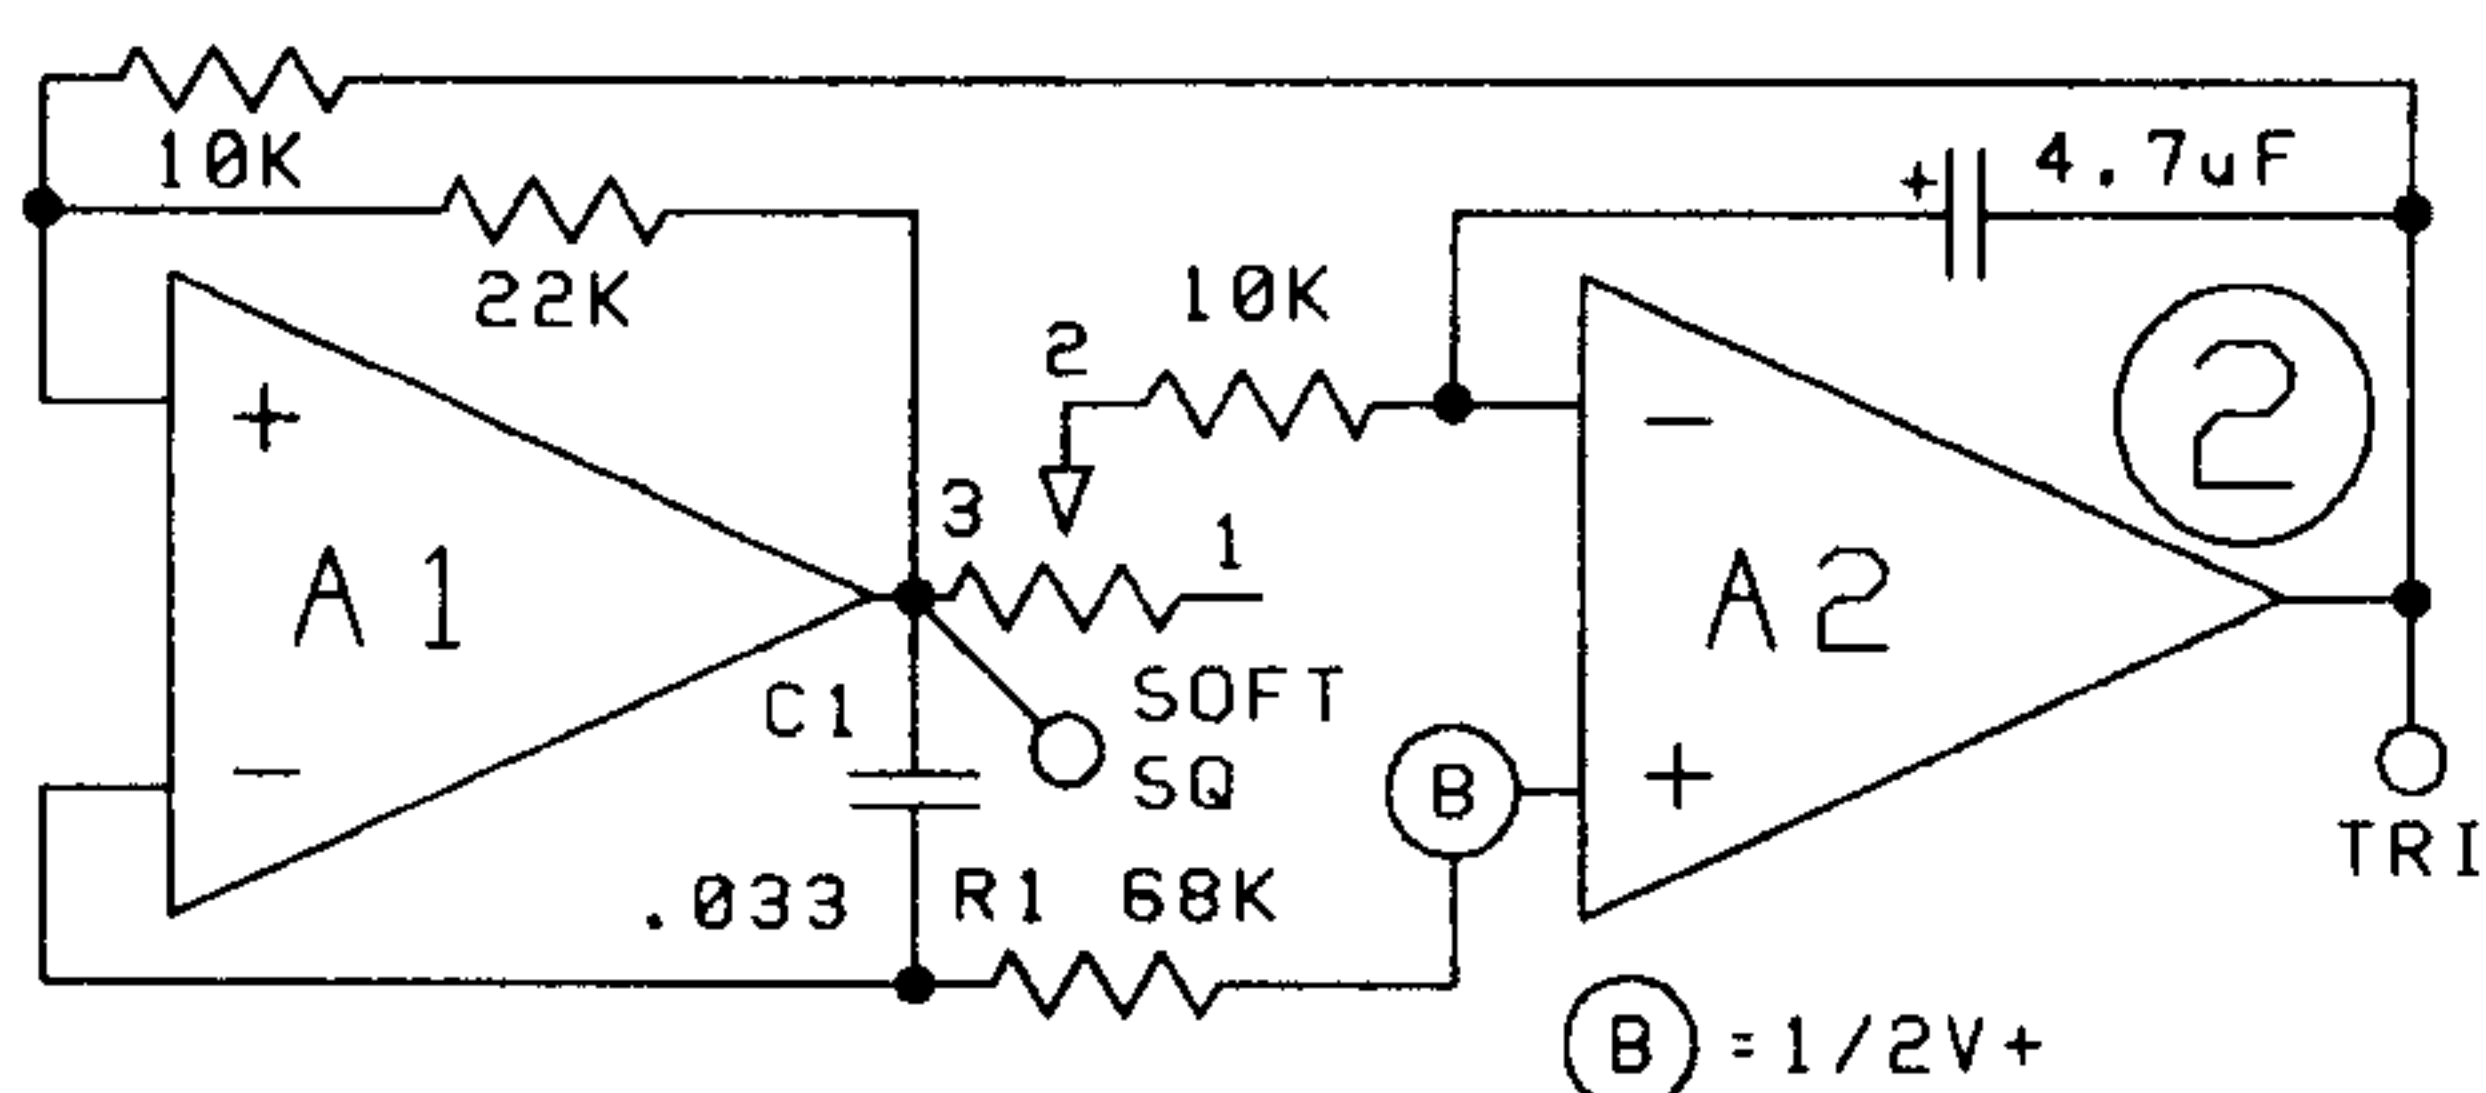 10K
4.7uF
+
22K
10K
2
2
+
-
3
1
A1
A2
C1
SOFT
SQ
-
B
+
.033
R1 68K
TRI
B = 1/2V+